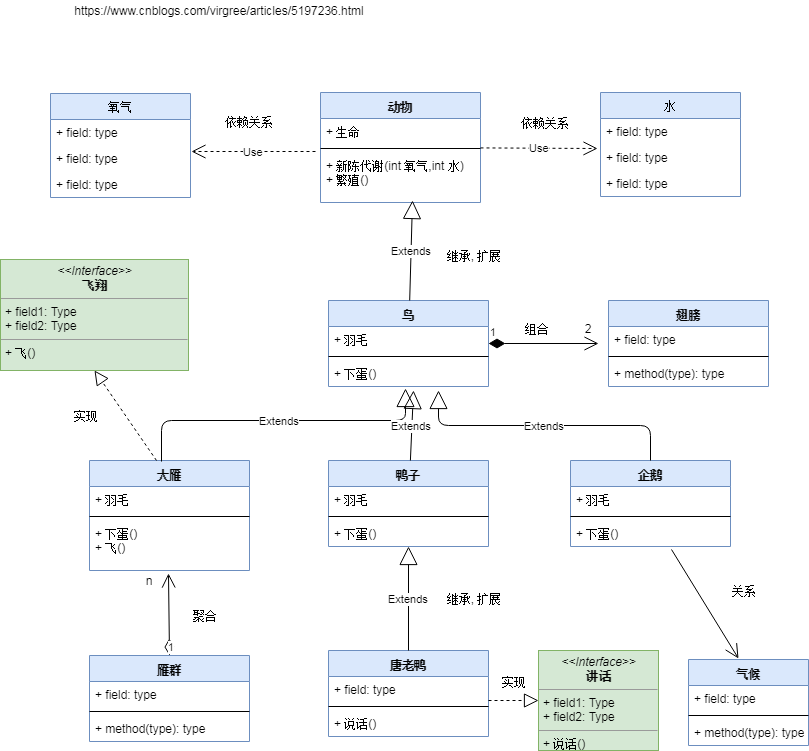 https://www.cnblogs.com/virgree/articles/5197236.html
氧气
+ field: type
+ field: type
+ field: type
依赖关系
Use
动物
+ 生命
+ 新陈代谢(int 氧气,int 水)
+ 繁殖()
依赖关系
Use
水
+ field: type
+ field: type
+ field: type
Extends
继承, 扩展
<<Interface>>
飞翔
+ field1: Type
+ field2: Type
+ 飞()
鸟
+ 羽毛
+ 下蛋()
1
组合
2
翅膀
+ field: type
+ method(type): type
实现
Extends
Extends
Extends
大雁
+ 羽毛
+ 下蛋()
+ 飞()
鸭子
+ 羽毛
+ 下蛋()
企鹅
+ 羽毛
+ 下蛋()
n
聚合
1
Extends
继承, 扩展
关系
雁群
+ field: type
+ method(type): type
唐老鸭
+ field: type
+ 说话()
实现
<<Interface>>
讲话
+ field1: Type
+ field2: Type
+ 说话()
气候
+ field: type
+ method(type): type